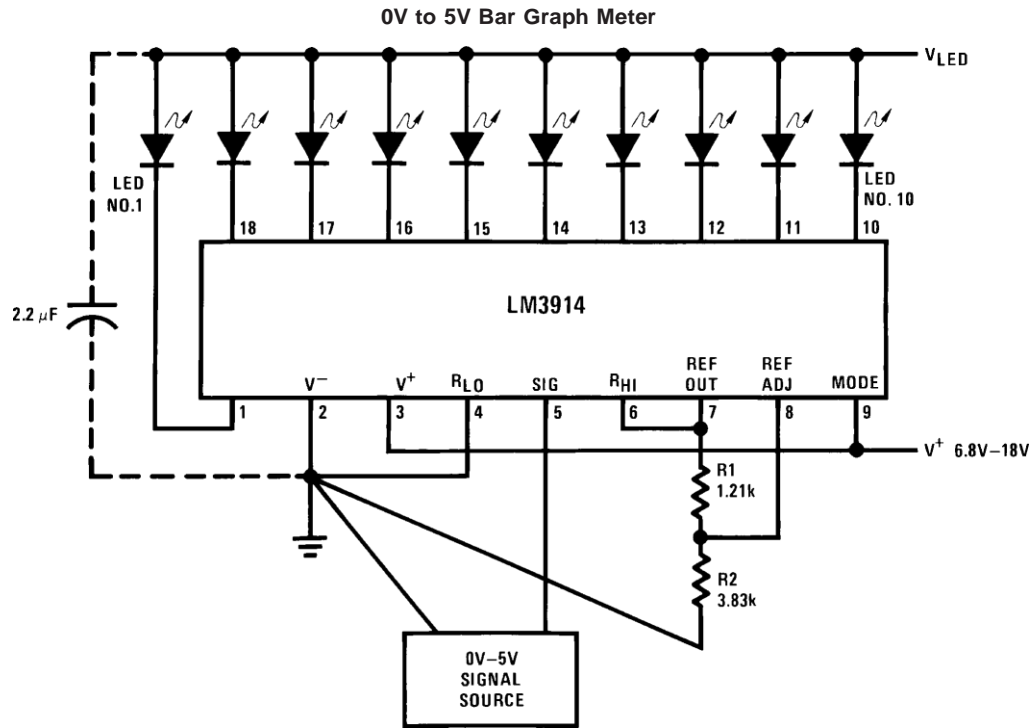 0V to 5V Bar Graph Meter
VLED
LED
NO.1
LED
NO. 10
18 17 16 15 14 13 12 11 10
2.2 µF
LM3914
V− V+ RLO SIG RHI REF OUT REF ADJ MODE
1 2 3 4 5 6 7 8 9
V+ 6.8V–18V
R1
1.21k
R2
3.83k
0V–5V
SIGNAL
SOURCE